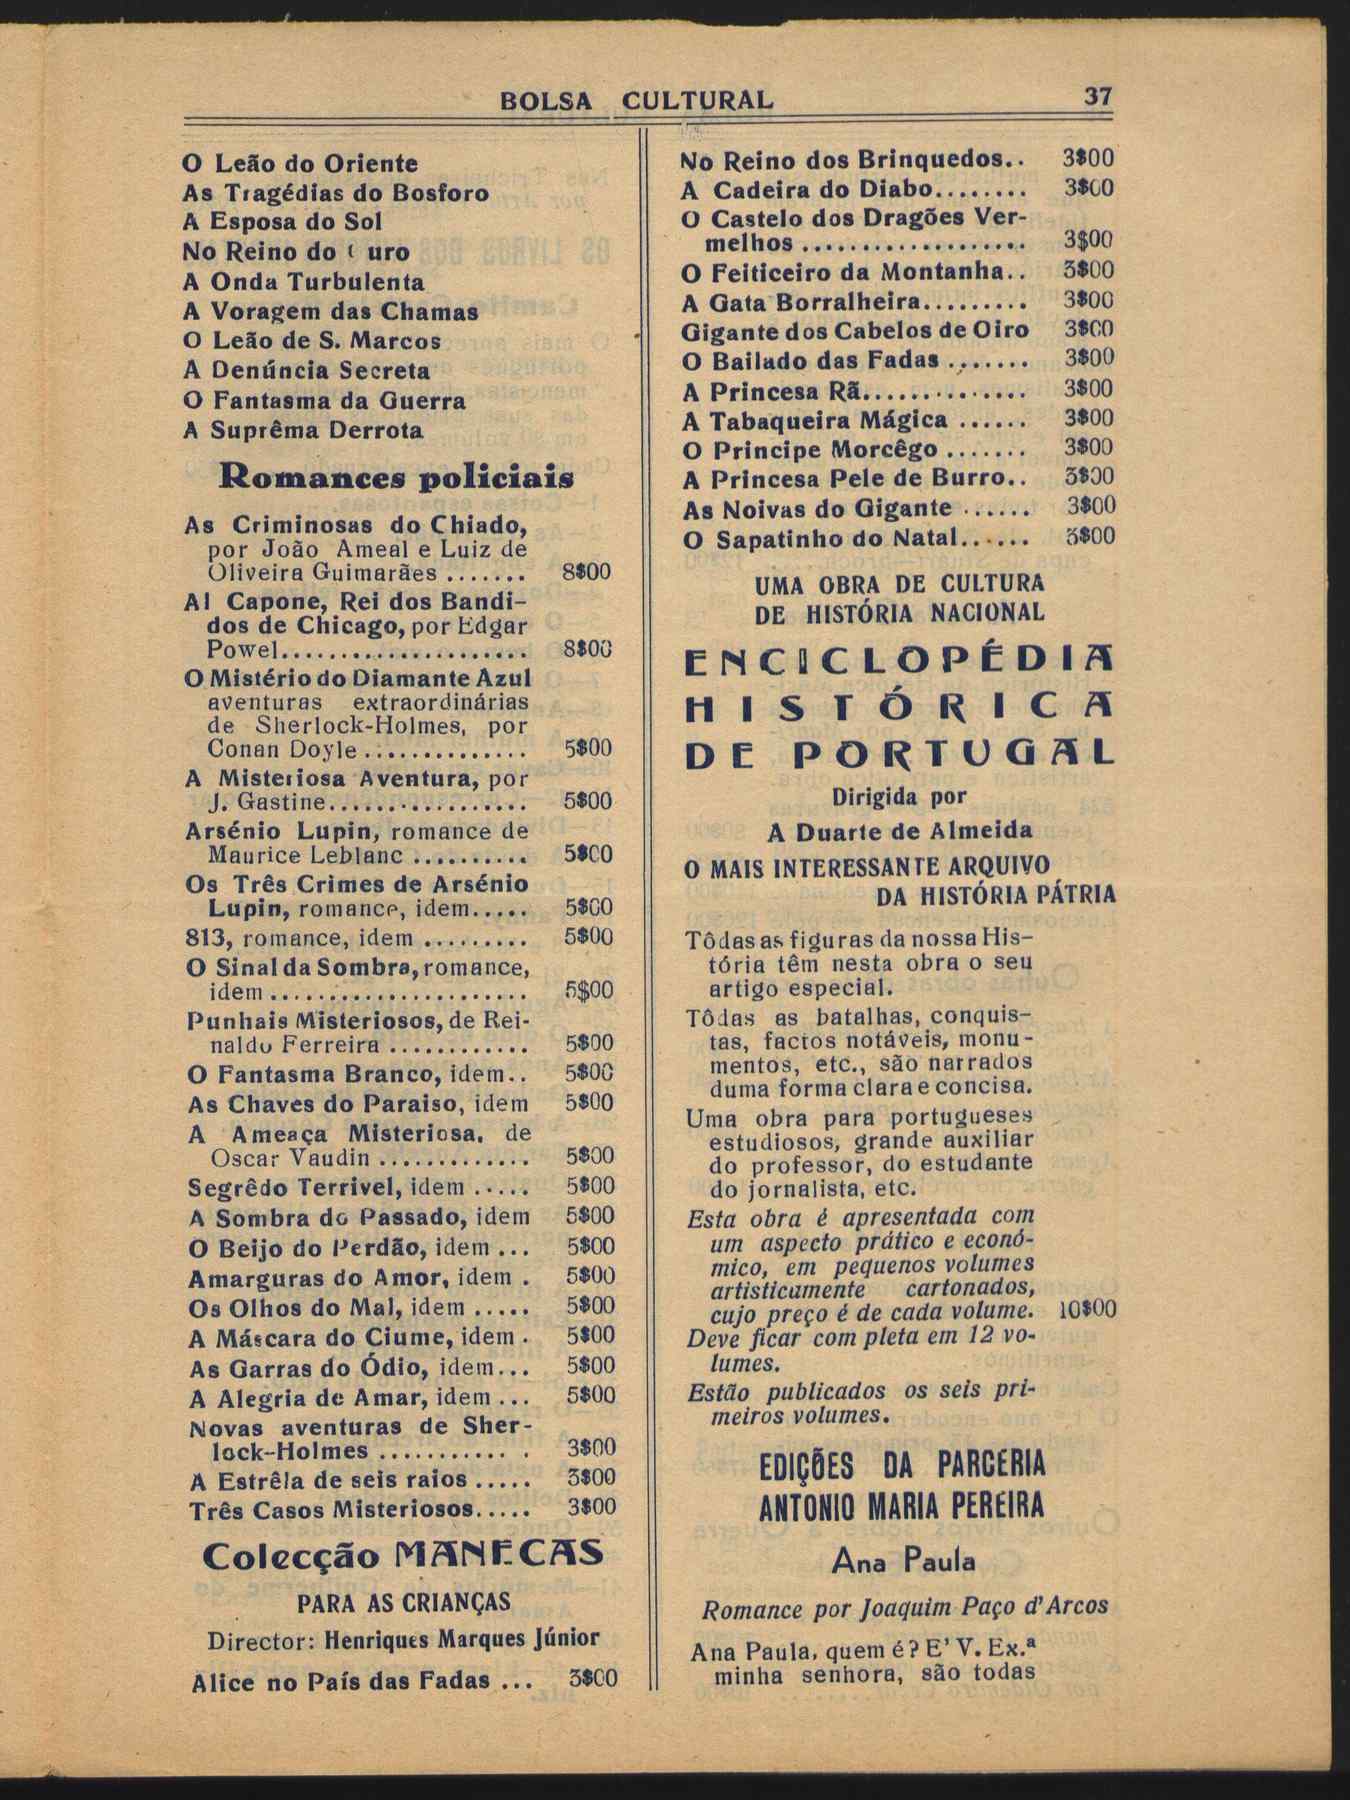 BOLSA CULTURAL 37
O Leão do Oriente
As Tragédias do Bosforo
A Esposa do Sol
No Reino do uro
A Onda Turbulenta
A Voragem das Chamas
O Leão de S. Marcos
A Denúncia Secreta
O Fantasma da Guerra
A Suprêma Derrota
Romances policiais
As Criminosas do Chiado,
por João Ameal e Luiz de
Oliveira Guimarães ....... 8$00
Al Capone, Rei dos Bandi-
dos de Chicago, por Edgar
Powel..................... 8$00
O Mistério do Diamante Azul
aventuras extraordinárias
de Sherlock-Holmes, por
Conan Doyle .............. 5$00
A Misteriosa Aventura, por
J. Gastine................. 5$00
Arsénio Lupin, romance de
Maurice Leblanc .......... 5$00
Os Três Crimes de Arsénio
Lupin, romance, idem..... 5$00
813, romance, idem ......... 5$00
O Sinal da Sombra, romance,
idem ...................... 5$00
Punhais Misteriosos, de Rei-
naldo Ferreira ............ 5$00
O Fantasma Branco, idem.. 5$00
As Chaves do Paraiso, idem 5$00
A Ameaça Misteriosa, de
Oscar Vaudin ............. 5$00
Segrêdo Terrivel, idem ..... 5$00
A Sombra do Passado, idem 5$00
O Beijo do Perdão, idem ... 5$00
Amarguras do Amor, idem . 5$00
Os Olhos do Mal, idem ..... 5$00
A Máscara do Ciume, idem . 5$00
As Garras do Ódio, idem... 5$00
A Alegria de Amar, idem ... 5$00
Novas aventuras de Sher-
lock-Holmes ........... . 3$00
A Estrêla de seis raios ..... 3$00
Três Casos Misteriosos..... 3$00
Colecção MANECAS
PARA AS CRIANÇAS
Director: Henriques Marques Júnior
Alice no País das Fadas ... 3$00
No Reino dos Brinquedos.. 3$00
A Cadeira do Diabo........ 3$00
O Castelo dos Dragões Ver-
melhos ................... 3$00
O Feiticeiro da Montanha.. 3$00
A Gata Borralheira......... 3$00
Gigante dos Cabelos de Oiro 3$00
O Bailado das Fadas ....... 3$00
A Princesa Rã.............. 3$00
A Tabaqueira Mágica ...... 3$00
O Principe Morcêgo ....... 3$00
A Princesa Pele de Burro.. 3$00
As Noivas do Gigante ...... 3$00
O Sapatinho do Natal...... 3$00
UMA OBRA DE CULTURA
DE HISTÓRIA NACIONAL
ENCICLOPÉDIA
HISTÓRICA
DE PORTUGAL
Dirigida por
A Duarte de Almeida
O MAIS INTERESSANTE ARQUIVO
DA HISTÓRIA PÁTRIA
Tôdas as figuras da nossa His-
tória têm nesta obra o seu
artigo especial.
Tôdas as batalhas, conquis-
tas, factos notáveis, monu-
mentos, etc., são narrados
duma forma clara e concisa.
Uma obra para portugueses
estudiosos, grande auxiliar
do professor, do estudante
do jornalista, etc.
Esta obra é apresentada com
um aspecto prático e econó-
mico, em pequenos volumes
artisticamente cartonados,
cujo preço é de cada volume. 10$00
Deve ficar com pleta em 12 vo-
lumes.
Estão publicados os seis pri-
meiros volumes.
EDIÇÕES DA PARCERIA
ANTONIO MARIA PEREIRA
Ana Paula
Romance por Joaquim Paço d'Arcos
Ana Paula, quem é? E' V. Ex.ª
minha senhora, são todas